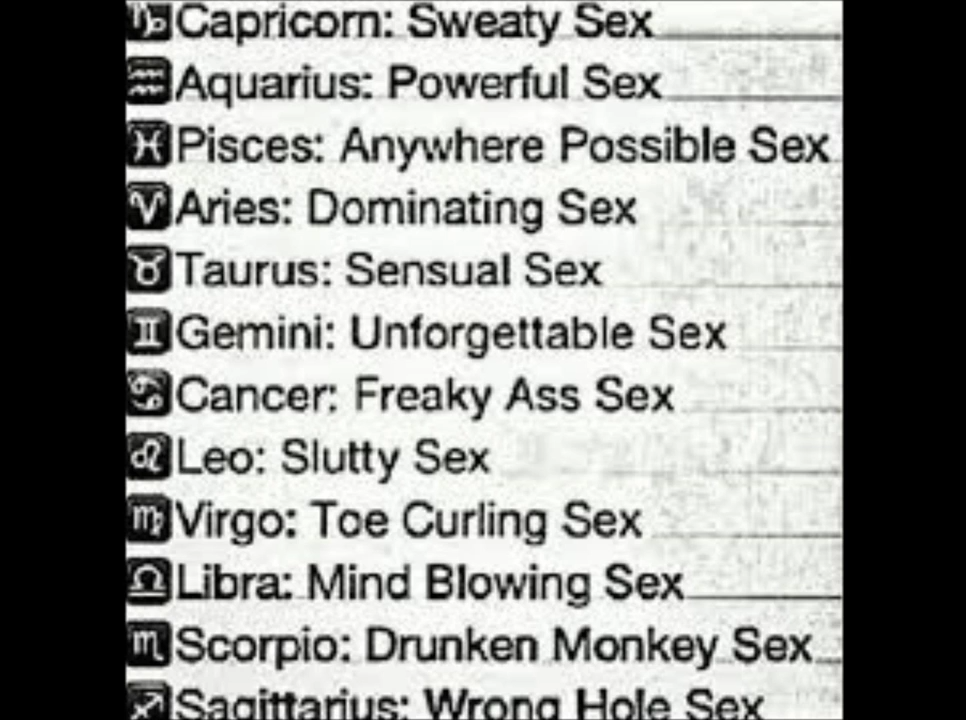 ♑Capricorn: Sweaty Sex
♒Aquarius: Powerful Sex
♓Pisces: Anywhere Possible Sex
♈Aries: Dominating Sex
♉Taurus: Sensual Sex
♊Gemini: Unforgettable Sex
♋Cancer: Freaky Ass Sex
♌Leo: Slutty Sex
♍Virgo: Toe Curling Sex
♎Libra: Mind Blowing Sex
♏Scorpio: Drunken Monkey Sex
♐Sagittarius: Wrong Hole Sex